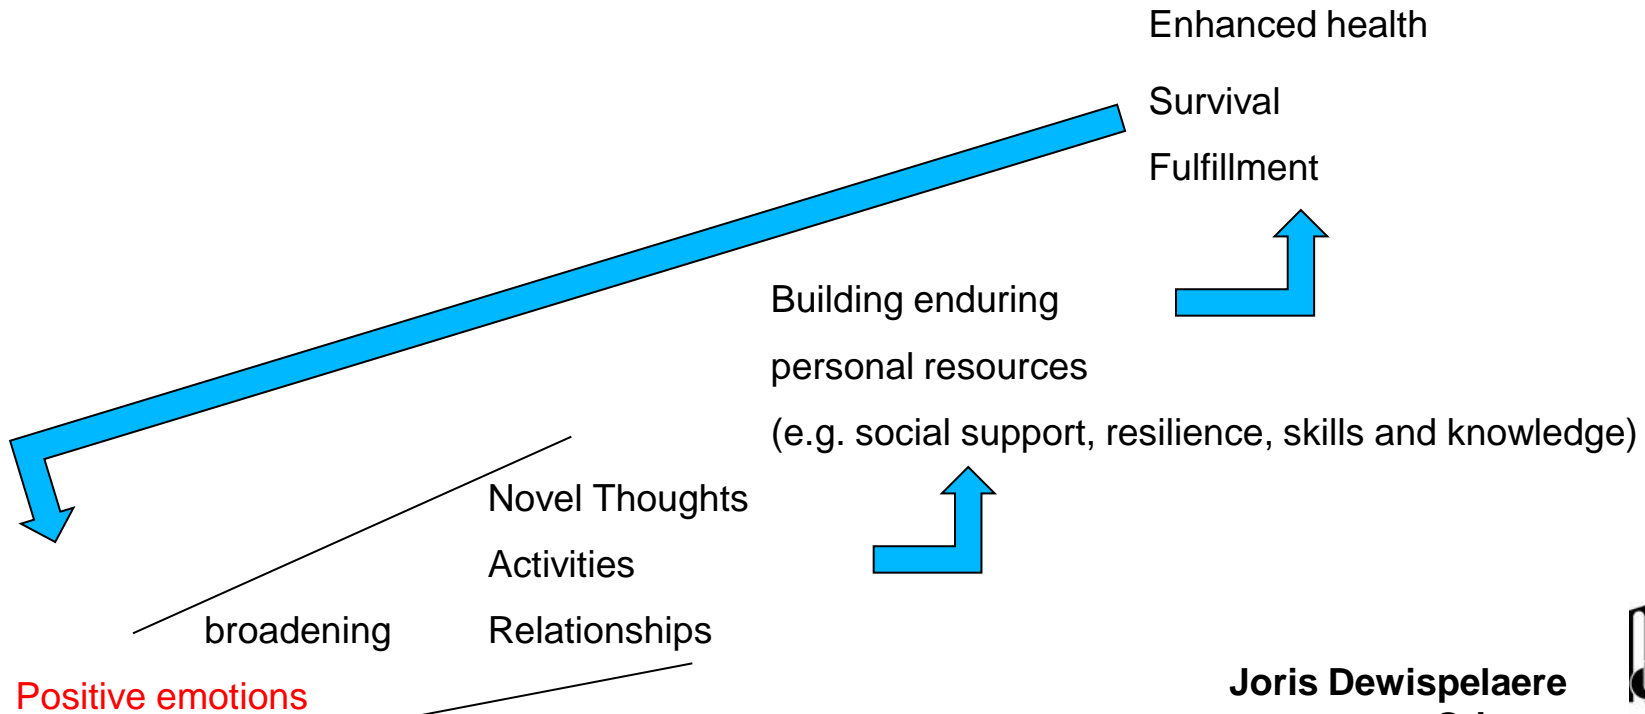 Enhanced health
Survival
Fulfillment
Building enduring
personal resources
(e.g. social support, resilience, skills and knowledge)
Novel Thoughts
Activities
broadening Relationships
Positive emotions
Joris Dewispelaere